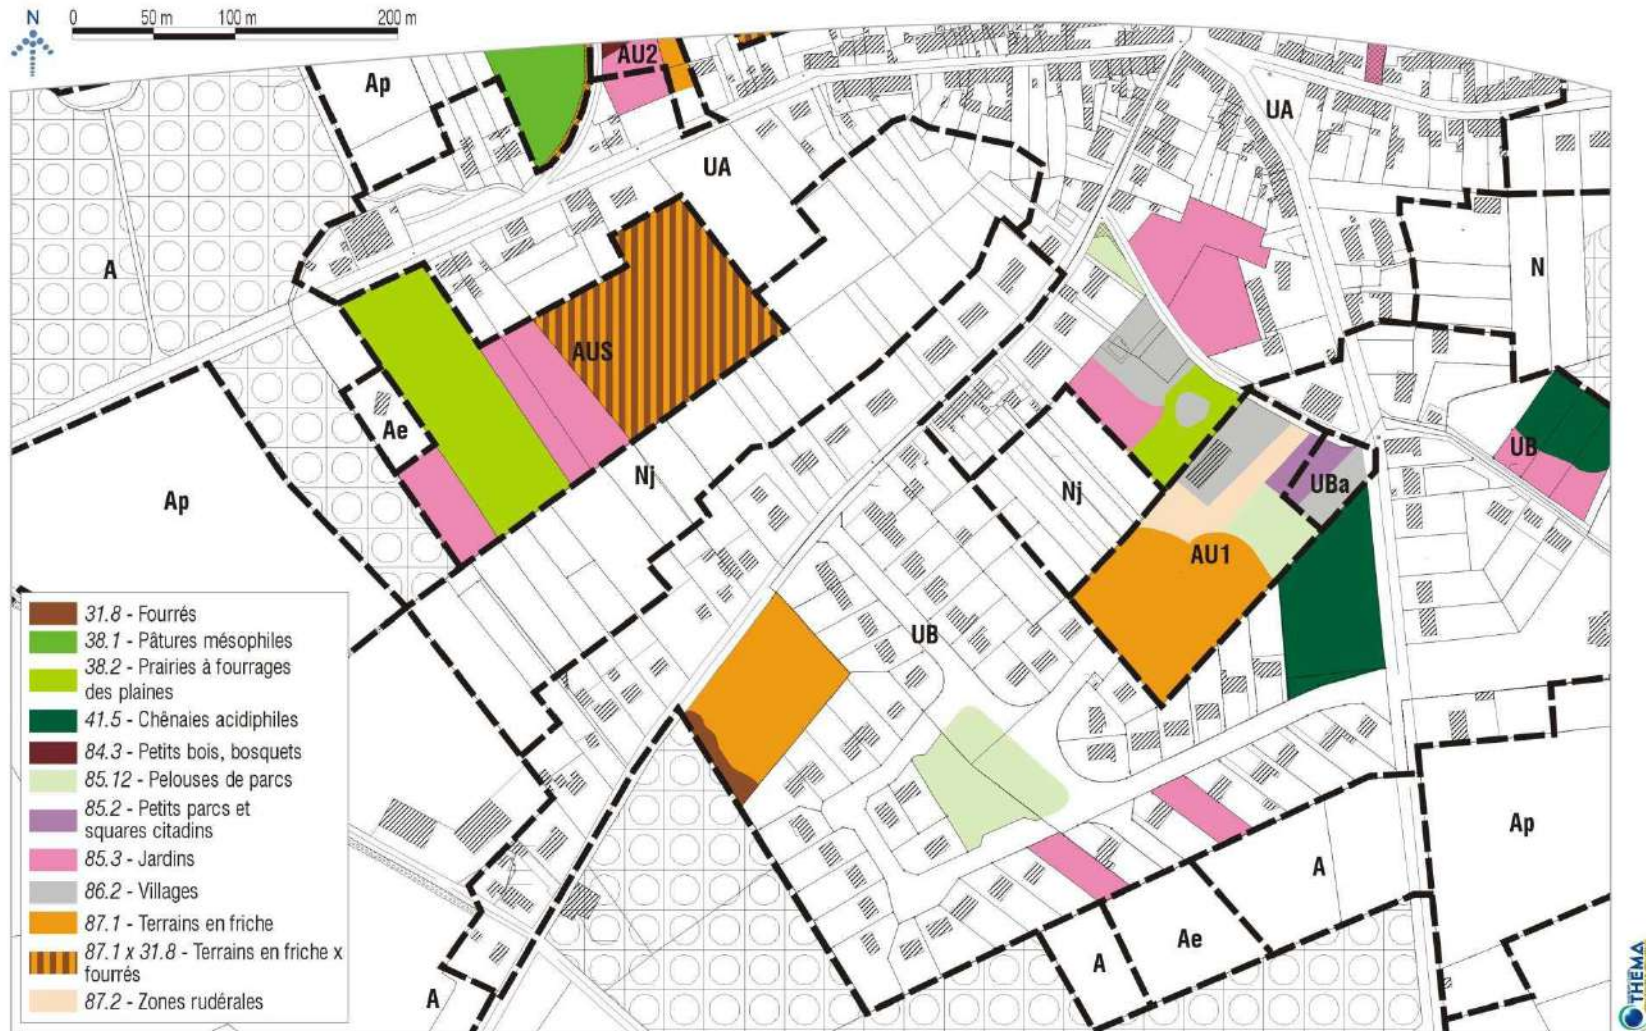 N
0 50 m 100 m 200 m
AU2
Ap
UA
UA
A
N
AUS
Ae
UB
Nj
Nj
UBa
Ap
AU1
UB
Ap
A
Ae
A
A
31.8 - Fourrés
38.1 - Pâtures mésophiles
38.2 - Prairies à fourrages
des plaines
41.5 - Chênaies acidiphiles
84.3 - Petits bois, bosquets
85.12 - Pelouses de parcs
85.2 - Petits parcs et
squares citadins
85.3 - Jardins
86.2 - Villages
87.1 - Terrains en friche
87.1 x 31.8 - Terrains en friche x
fourrés
87.2 - Zones rudérales
THEMA